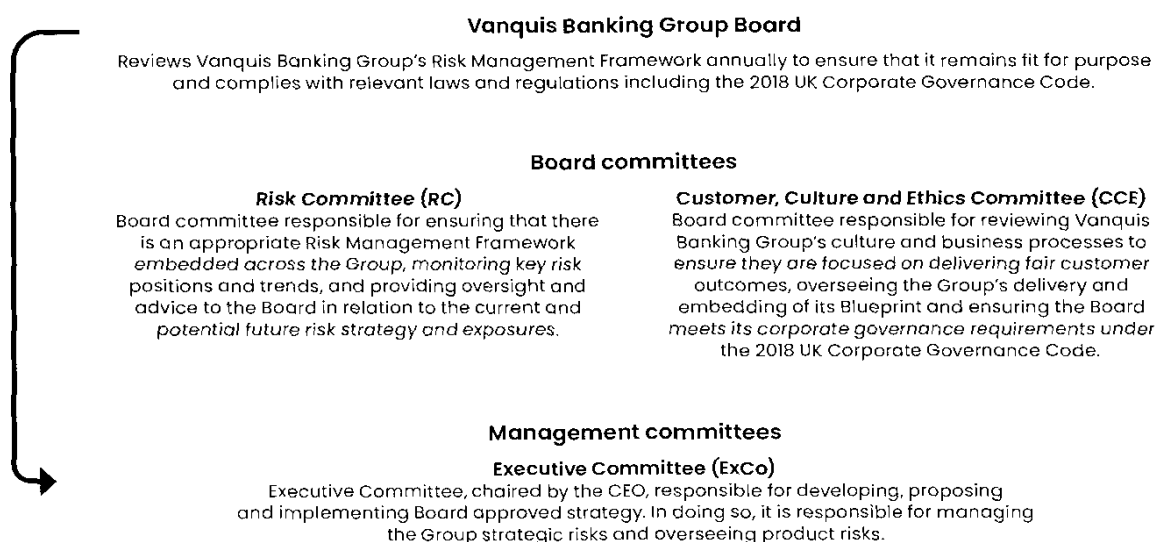 Vanquis Banking Group Board
Reviews Vanquis Banking Group's Risk Management Framework annually to ensure that it remains fit for purpose
and complies with relevant laws and regulations including the 2018 UK Corporate Governance Code.
Board committees
Risk Committee (RC)
Board committee responsible for ensuring that there
is an appropriate Risk Management Framework
embedded across the Group, monitoring key risk
positions and trends, and providing oversight and
advice to the Board in relation to the current and
potential future risk strategy and exposures.
Customer, Culture and Ethics Committee (CCE)
Board committee responsible for reviewing Vanquis
Banking Group's culture and business processes to
ensure they are focused on delivering fair customer
outcomes, overseeing the Group's delivery and
embedding of its Blueprint and ensuring the Board
meets its corporate governance requirements under
the 2018 UK Corporate Governance Code.
Management committees
Executive Committee (ExCo)
Executive Committee, chaired by the CEO, responsible for developing, proposing
and implementing Board approved strategy. In doing so, it is responsible for managing
the Group strategic risks and overseeing product risks.